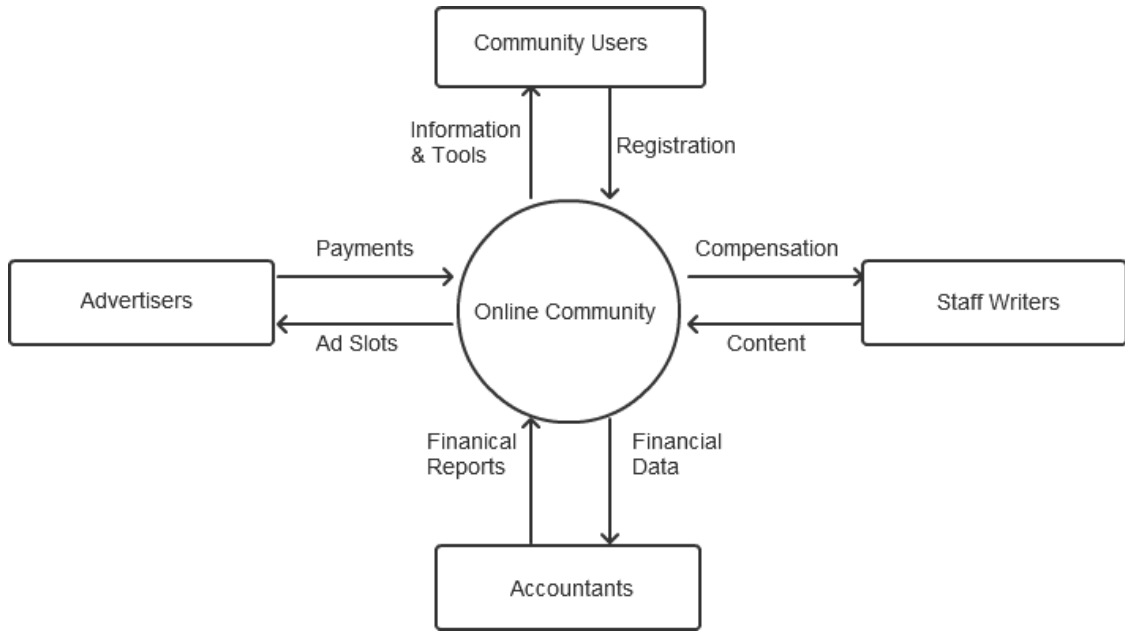 Community Users
Information
& Tools
Registration
Payments
Compensation
Advertisers
Online Community
Staff Writers
Ad Slots
Content
Finanical
Reports
Financial
Data
Accountants